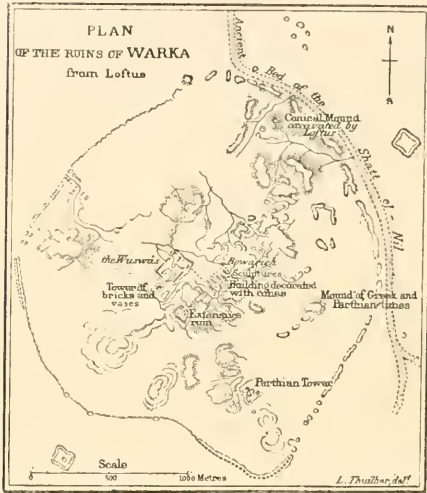 PLAN
OF THE RUINS OF WARKA
from Loftus
N
S
Ancient Bed of the Shatt el-Nil
Conical Mound
excavated by
Loftus
the Wuswas
Bowarieh
Sculptures
Building decorated
with cones
Tower of
bricks and
vases
Extensive
ruin
Mound of Greek and
Parthian times
Parthian Tower
Scale
0 500 1000 Metres
L. Thuillier, delt.